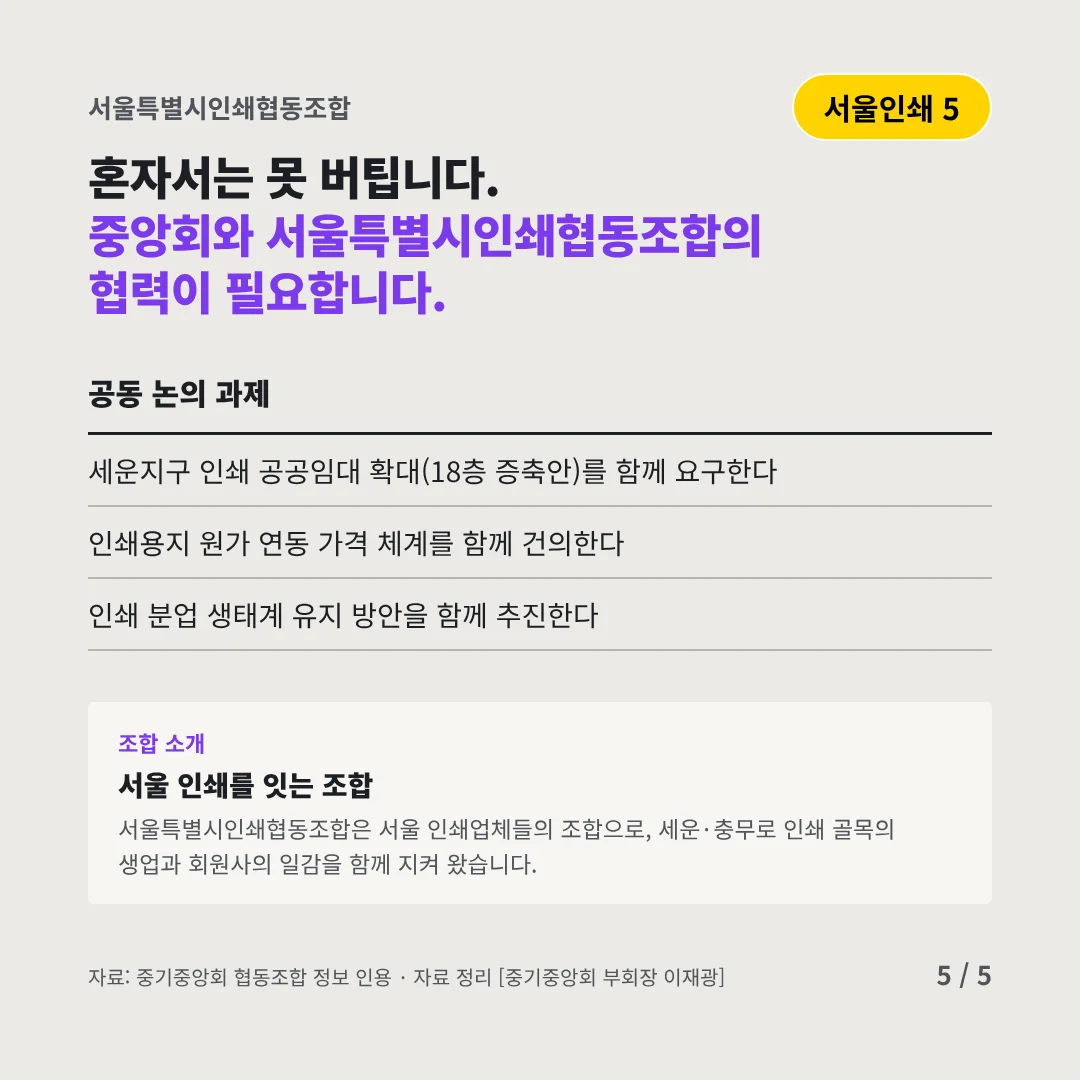 서울특별시인쇄협동조합
서울인쇄 5
혼자서는 못 버팁니다.
중앙회와 서울특별시인쇄협동조합의
협력이 필요합니다.
공동 논의 과제
세운지구 인쇄 공공임대 확대(18층 증축안)를 함께 요구한다
인쇄용지 원가 연동 가격 체계를 함께 건의한다
인쇄 분업 생태계 유지 방안을 함께 추진한다
조합 소개
서울 인쇄를 잇는 조합
서울특별시인쇄협동조합은 서울 인쇄업체들의 조합으로, 세운·충무로 인쇄 골목의
생업과 회원사의 일감을 함께 지켜 왔습니다.
자료: 중기중앙회 협동조합 정보 인용 · 자료 정리 [중기중앙회 부회장 이재광]
5 / 5